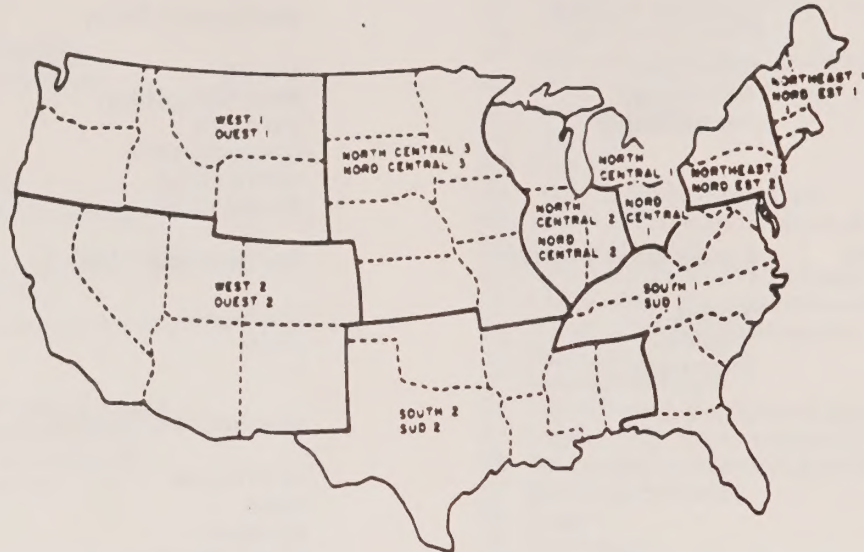 WEST 1
OUEST 1
NORTH CENTRAL 3
NORD CENTRAL 3
NORTH
CENTRAL 1
NORD
CENTRAL
1
NORTH
CENTRAL 2
NORD
CENTRAL 2
NORTHEAST 1
NORD EST 1
NORTHEAST 2
NORD EST 2
WEST 2
OUEST 2
SOUTH 1
SUD 1
SOUTH 2
SUD 2